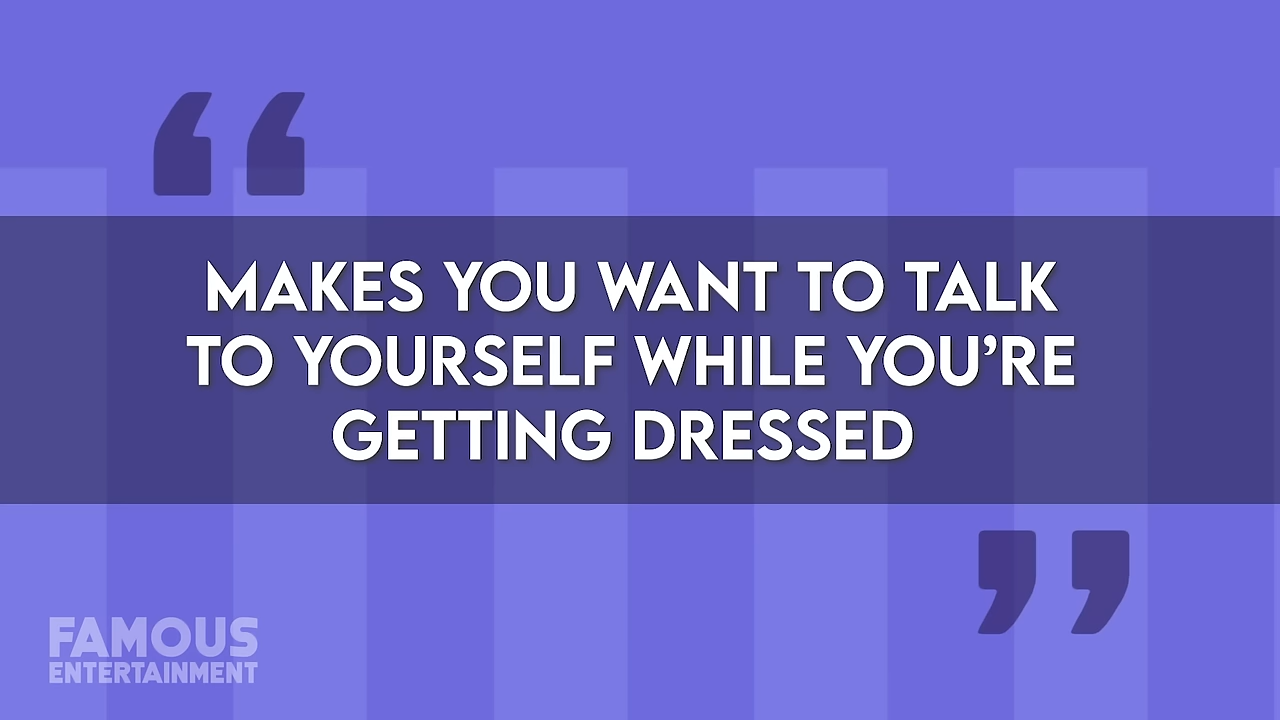 “
MAKES YOU WANT TO TALK
TO YOURSELF WHILE YOU’RE
GETTING DRESSED
”
FAMOUS
ENTERTAINMENT